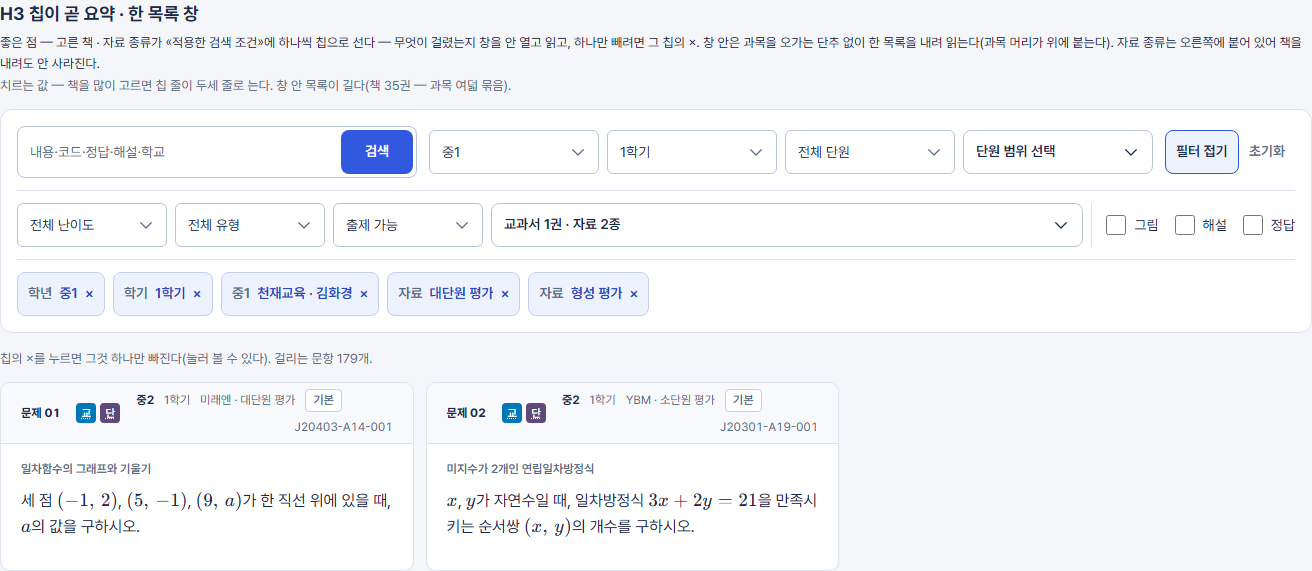 H3 칩이 곧 요약 · 한 목록 창
좋은 점 — 고른 책 · 자료 종류가 «적용한 검색 조건»에 하나씩 칩으로 선다 — 무엇이 걸렸는지 창을 안 열고 읽고, 하나만 빼려면 그 칩의 ×. 창 안은 과목을 오가는 단추 없이 한 목록을 내려 읽는다(과목 머리가 위에 붙는다). 자료 종류는 오른쪽에 붙어 있어 책을
내려도 안 사라진다.
치르는 값 — 책을 많이 고르면 칩 줄이 두세 줄로 는다. 창 안 목록이 길다(책 35권 — 과목 여덟 묶음).
내용·코드·정답·해설·학교 검색 중1 1학기 전체 단원 단원 범위 선택 필터 접기 초기화
전체 난이도 전체 유형 출제 가능 교과서 1권 · 자료 2종 그림 해설 정답
학년 중1 × 학기 1학기 × 중1 천재교육 · 김화경 × 자료 대단원 평가 × 자료 형성 평가 ×
칩의 ×를 누르면 그것 하나만 빠진다(눌러 볼 수 있다). 걸리는 문항 179개.
문제 01 교 단 중2 1학기 미래엔 · 대단원 평가 기본
J20403-A14-001
일차함수의 그래프와 기울기
세 점 (−1, 2), (5, −1), (9, a)가 한 직선 위에 있을 때,
a의 값을 구하시오.
문제 02 교 단 중2 1학기 YBM · 소단원 평가 기본
J20301-A19-001
미지수가 2개인 연립일차방정식
x, y가 자연수일 때, 일차방정식 3x + 2y = 21을 만족시
키는 순서쌍 (x, y)의 개수를 구하시오.